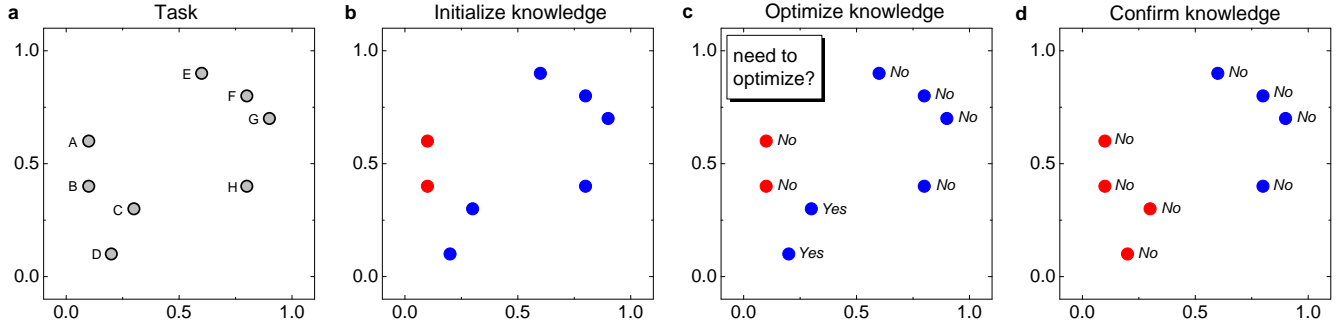 a Task
1.0
0.5
0.0
0.0 0.5 1.0
E
F
G
A
B
H
C
D
b Initialize knowledge
1.0
0.5
0.0
0.0 0.5 1.0
c Optimize knowledge
1.0
0.5
0.0
0.0 0.5 1.0
need to
optimize?
No
No
No
No
No
No
Yes
Yes
d Confirm knowledge
1.0
0.5
0.0
0.0 0.5 1.0
No
No
No
No
No
No
No
No